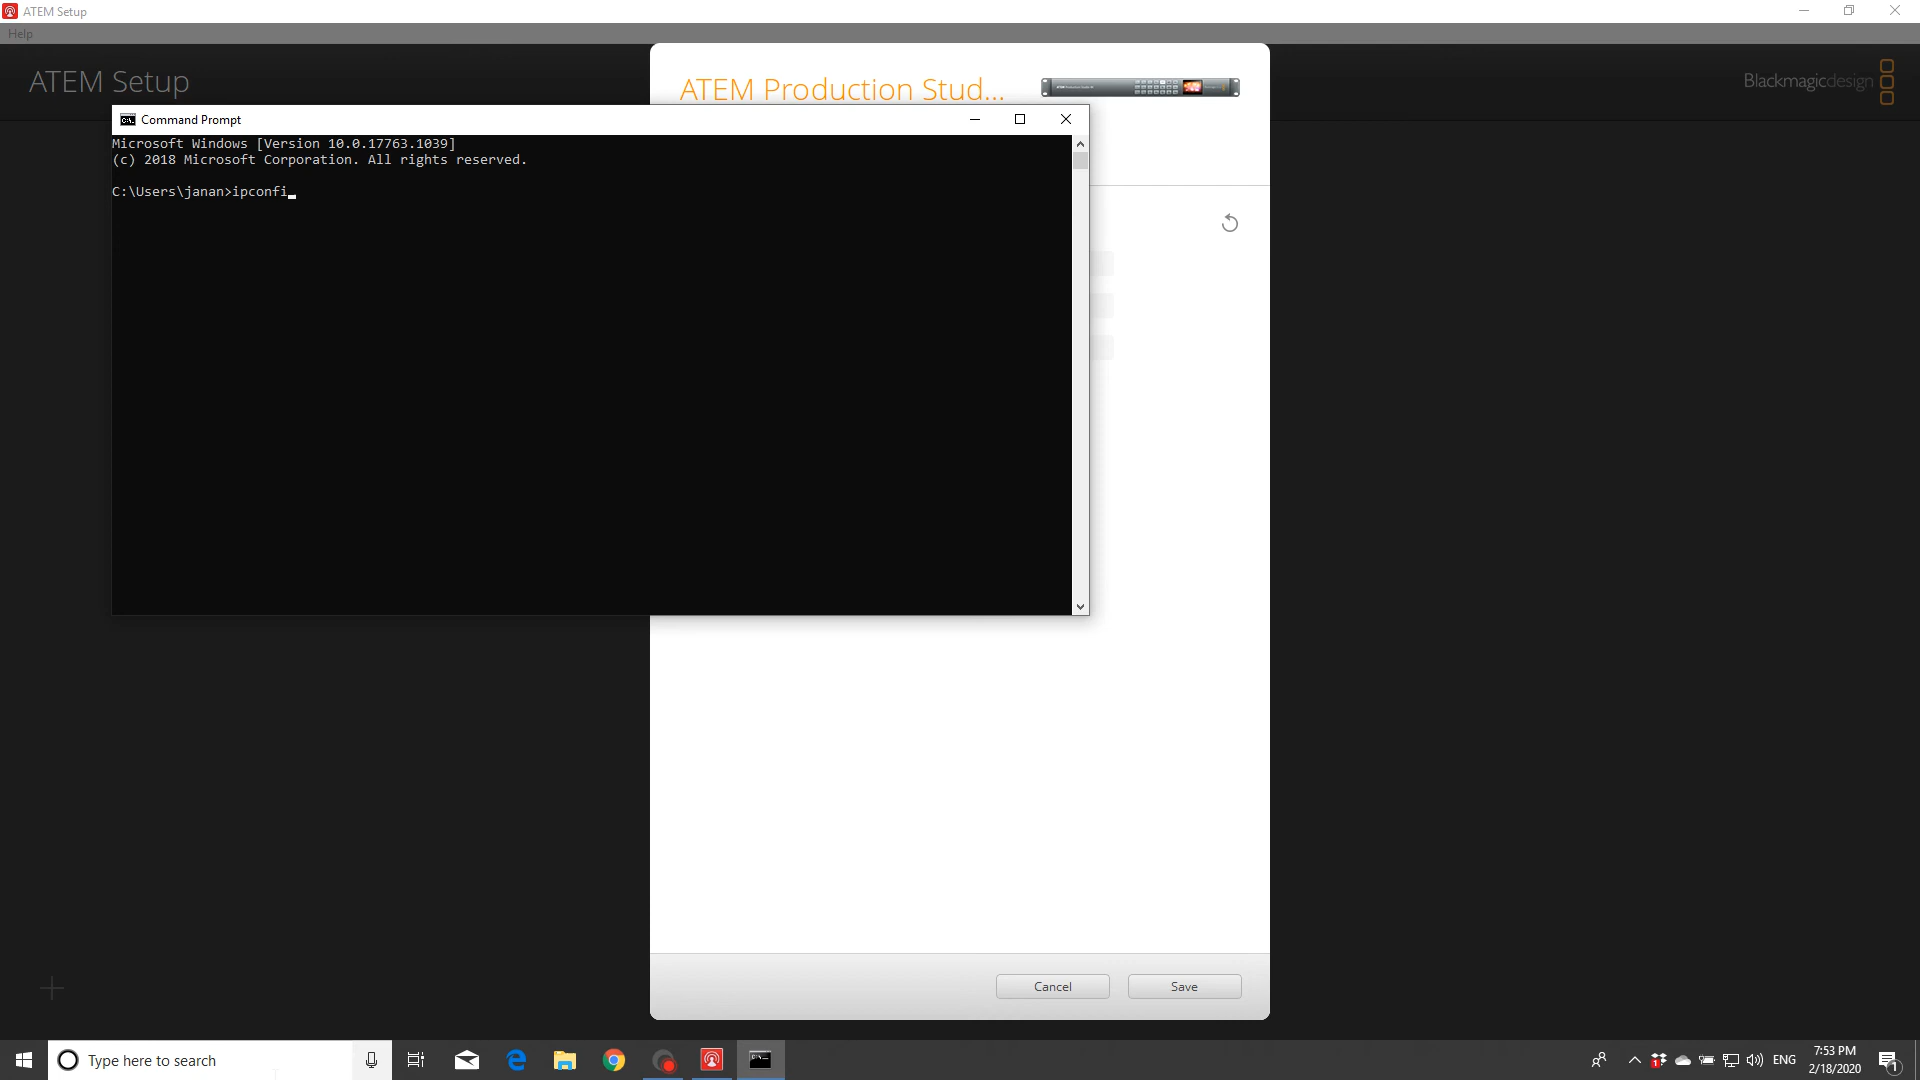 ATEM Setup
Help
ATEM Setup
ATEM Production Stud...
Blackmagicdesign
Command Prompt
Microsoft Windows [Version 10.0.17763.1039]
(c) 2018 Microsoft Corporation. All rights reserved.
C:\Users\janan>ipconfi
Cancel
Save
Type here to search
ENG
7:53 PM
2/18/2020
1
1